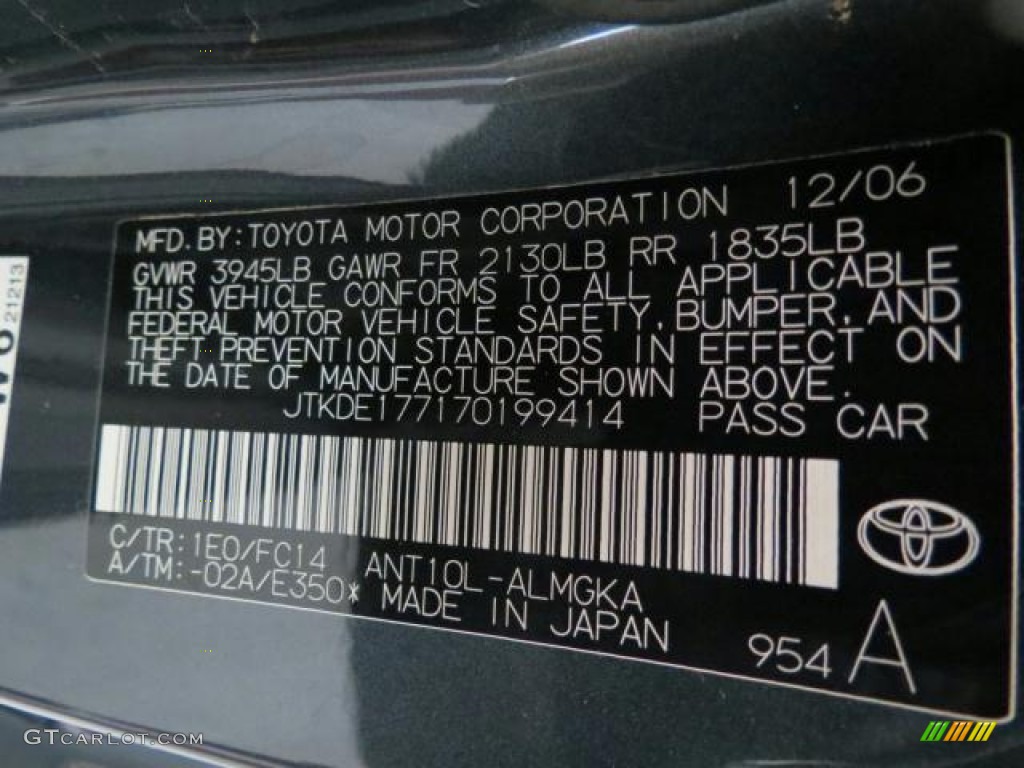 MFD. BY: TOYOTA MOTOR CORPORATION 12/06
GVWR 3945LB GAWR FR 2130LB RR 1835LB
THIS VEHICLE CONFORMS TO ALL APPLICABLE
FEDERAL MOTOR VEHICLE SAFETY, BUMPER, AND
THEFT PREVENTION STANDARDS IN EFFECT ON
THE DATE OF MANUFACTURE SHOWN ABOVE.
JTKDE177170199414 PASS CAR
C/TR: 1E0/FC14 ANT10L-ALMGKA
A/TM: -02A/E350* MADE IN JAPAN
954 A
21213
GTCARLOT.COM